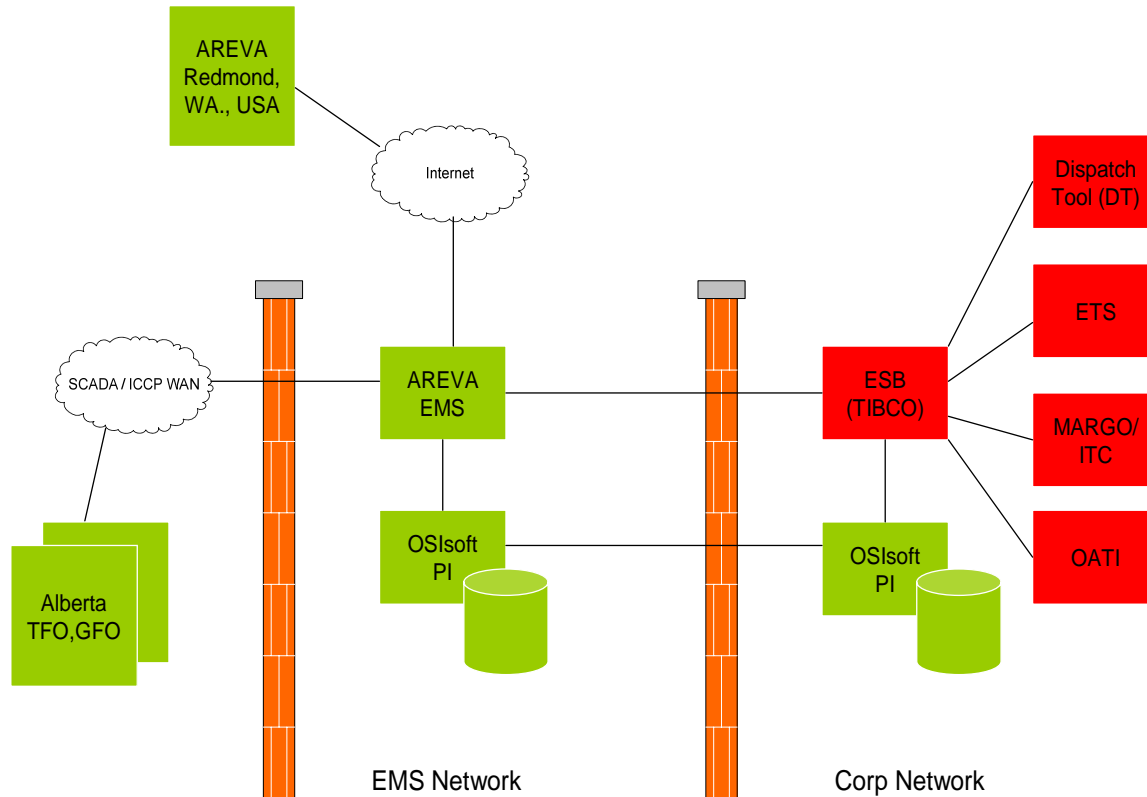 AREVA
Redmond,
WA., USA
Internet
Dispatch
Tool (DT)
ETS
SCADA / ICCP WAN
AREVA
EMS
ESB
(TIBCO)
MARGO/
ITC
OSIsoft
PI
OSIsoft
PI
OATI
Alberta
TFO,GFO
EMS Network
Corp Network